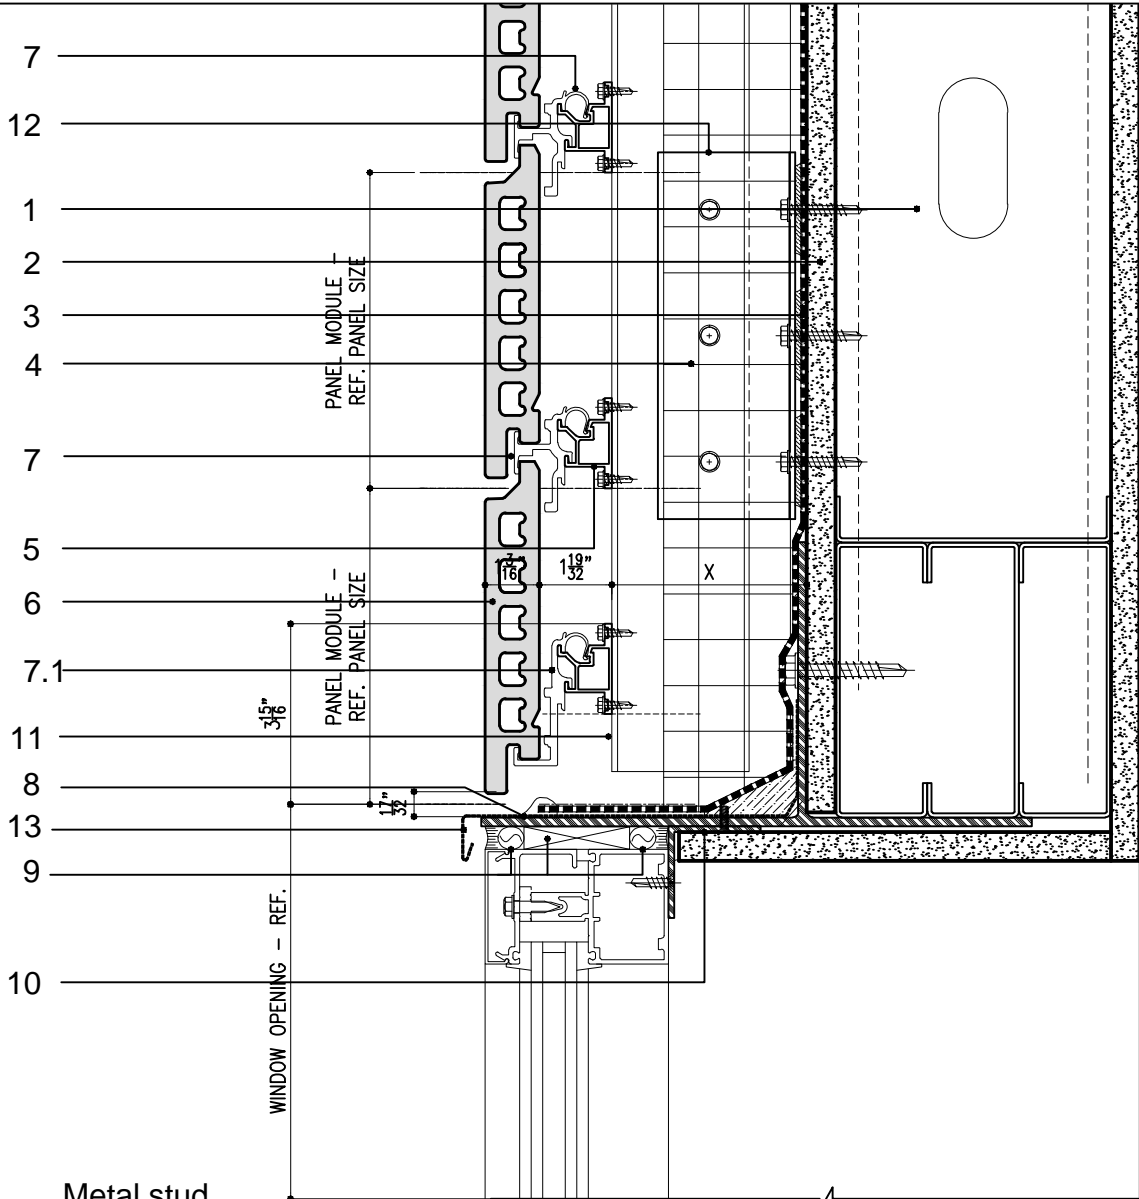 7
12
1
2
3
4
7
5
6
7.1
11
8
13
9
10
PANEL MODULE –
REF. PANEL SIZE
PANEL MODULE –
REF. PANEL SIZE
1 3/16"
1 19/32"
X
3 15/16"
17/32"
WINDOW OPENING – REF.
Metal stud